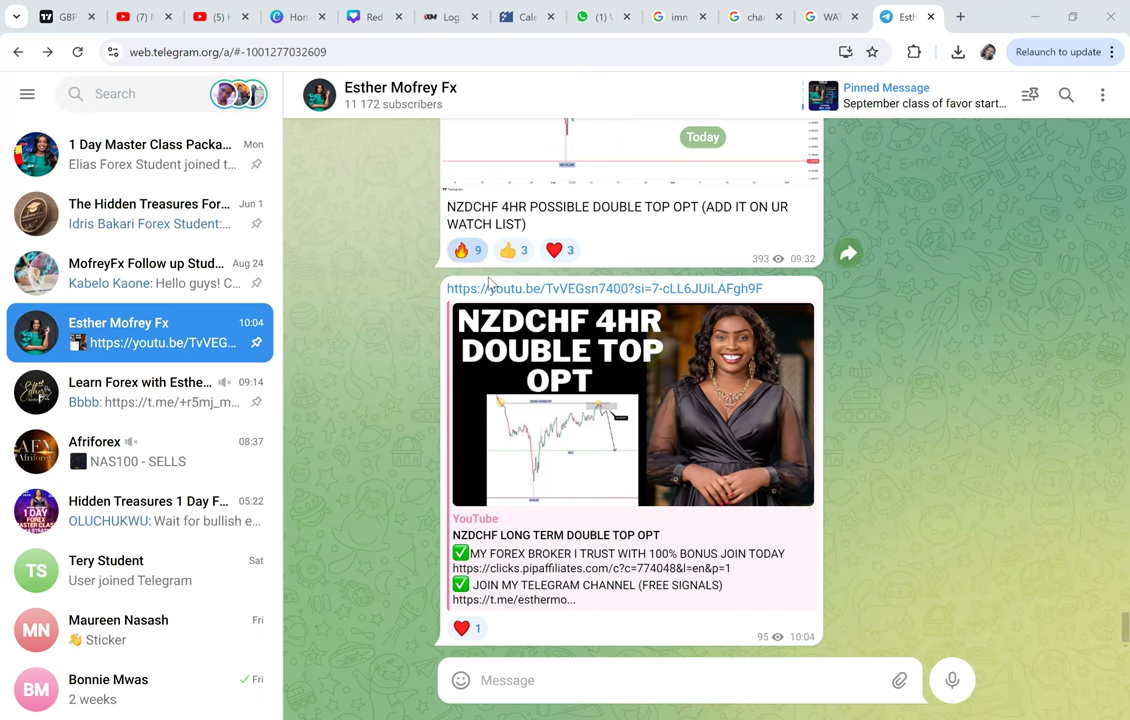 GBP
(7) M
(5) H
Hon
Red
Log
Cale
(1) V
imm
cha
WA
Esth
web.telegram.org/a/#-1001277032609
Relaunch to update
Search
Esther Mofrey Fx
11 172 subscribers
Pinned Message
September class of favor start...
1 Day Master Class Packa...
Mon
Elias Forex Student joined t...
The Hidden Treasures For...
Jun 1
Idris Bakari Forex Student:...
MofreyFx Follow up Stud...
Aug 24
Kabelo Kaone: Hello guys! C...
Esther Mofrey Fx
10:04
https://youtu.be/TvVEG...
Learn Forex with Esthe...
09:14
Bbbb: https://t.me/+r5mj_m...
Afriforex
08:37
NAS100 - SELLS
Hidden Treasures 1 Day F...
05:22
OLUCHUKWU: Wait for bullish e...
TS
Tery Student
Sat
User joined Telegram
MN
Maureen Nasash
Fri
👋 Sticker
BM
Bonnie Mwas
Fri
2 weeks
Today
NZDCHF 4HR POSSIBLE DOUBLE TOP OPT (ADD IT ON UR
WATCH LIST)
🔥 9 👍 3 ❤️ 3
393 09:32
https://youtu.be/TvVEGsn7400?si=7-cLL6JUiLAFgh9F
NZDCHF 4HR
DOUBLE TOP
OPT
YouTube
NZDCHF LONG TERM DOUBLE TOP OPT
✅MY FOREX BROKER I TRUST WITH 100% BONUS JOIN TODAY
https://clicks.pipaffiliates.com/c?c=774048&l=en&p=1
✅ JOIN MY TELEGRAM CHANNEL (FREE SIGNALS)
https://t.me/esthermo...
❤️ 1
95 10:04
Message